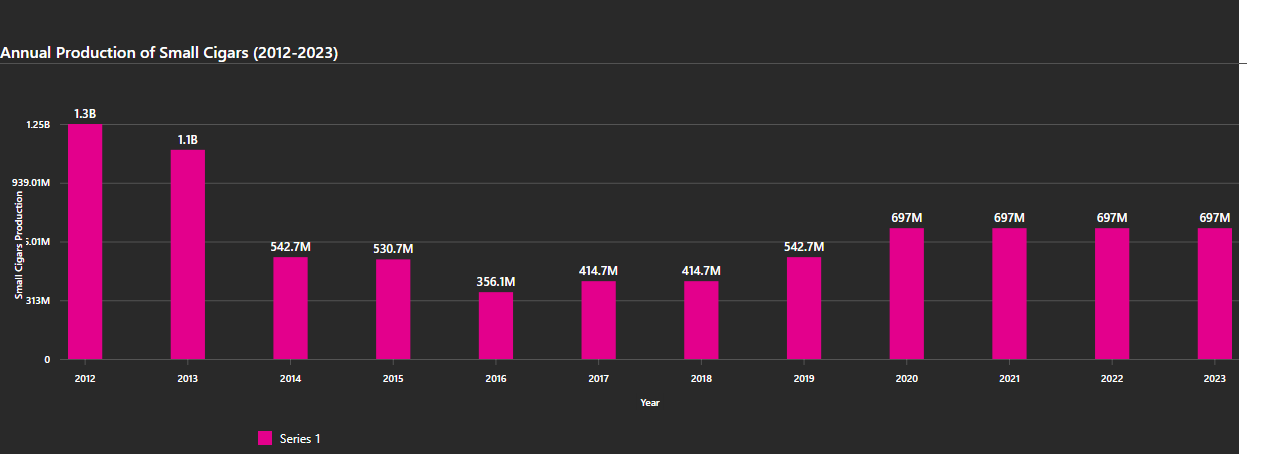 Annual Production of Small Cigars (2012-2023)
1.3B
1.25B
1.1B
939.01M
697M 697M 697M 697M
542.7M 530.7M 542.7M
5.01M
414.7M 414.7M
356.1M
313M
Small Cigars Production
0
2012 2013 2014 2015 2016 2017 2018 2019 2020 2021 2022 2023
Year
Series 1